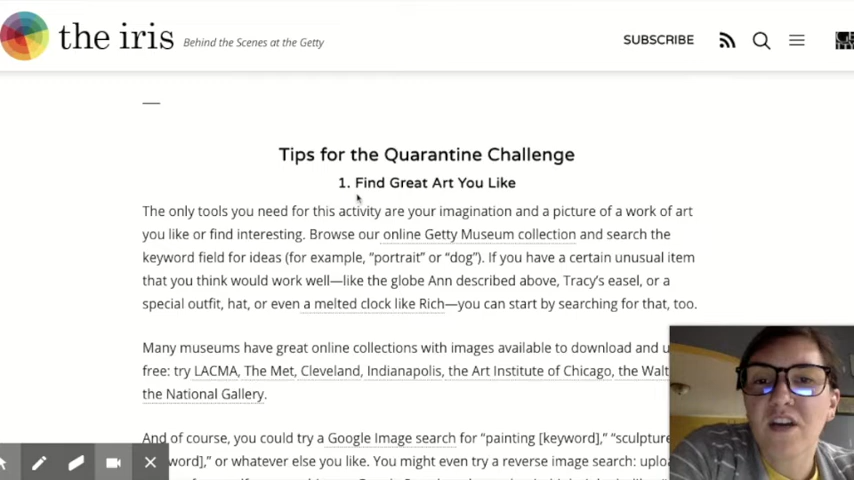 the iris Behind the Scenes at the Getty SUBSCRIBE
Tips for the Quarantine Challenge
1. Find Great Art You Like
The only tools you need for this activity are your imagination and a picture of a work of art
you like or find interesting. Browse our online Getty Museum collection and search the
keyword field for ideas (for example, “portrait” or “dog”). If you have a certain unusual item
that you think would work well—like the globe Ann described above, Tracy’s easel, or a
special outfit, hat, or even a melted clock like Rich—you can start by searching for that, too.
Many museums have great online collections with images available to download and
free: try LACMA, The Met, Cleveland, Indianapolis, the Art Institute of Chicago, the Walt
the National Gallery.
And of course, you could try a Google Image search for “painting [keyword],” “sculpture
word],” or whatever else you like. You might even try a reverse image search: uploa